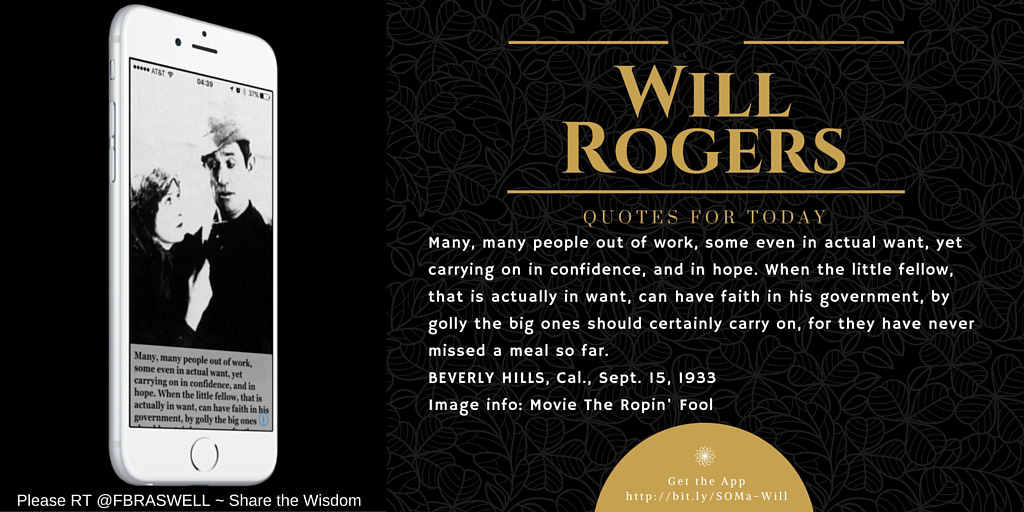 AT&T
04:39
37%
Many, many people out of work,
some even in actual want, yet
carrying on in confidence, and in
hope. When the little fellow, that is
actually in want, can have faith in his
government, by golly the big ones
Please RT @FBRASWELL ~ Share the Wisdom
WILL
ROGERS
QUOTES FOR TODAY
Many, many people out of work, some even in actual want, yet
carrying on in confidence, and in hope. When the little fellow,
that is actually in want, can have faith in his government, by
golly the big ones should certainly carry on, for they have never
missed a meal so far.
BEVERLY HILLS, Cal., Sept. 15, 1933
Image info: Movie The Ropin' Fool
Get the App
http://bit.ly/SOMa-Will